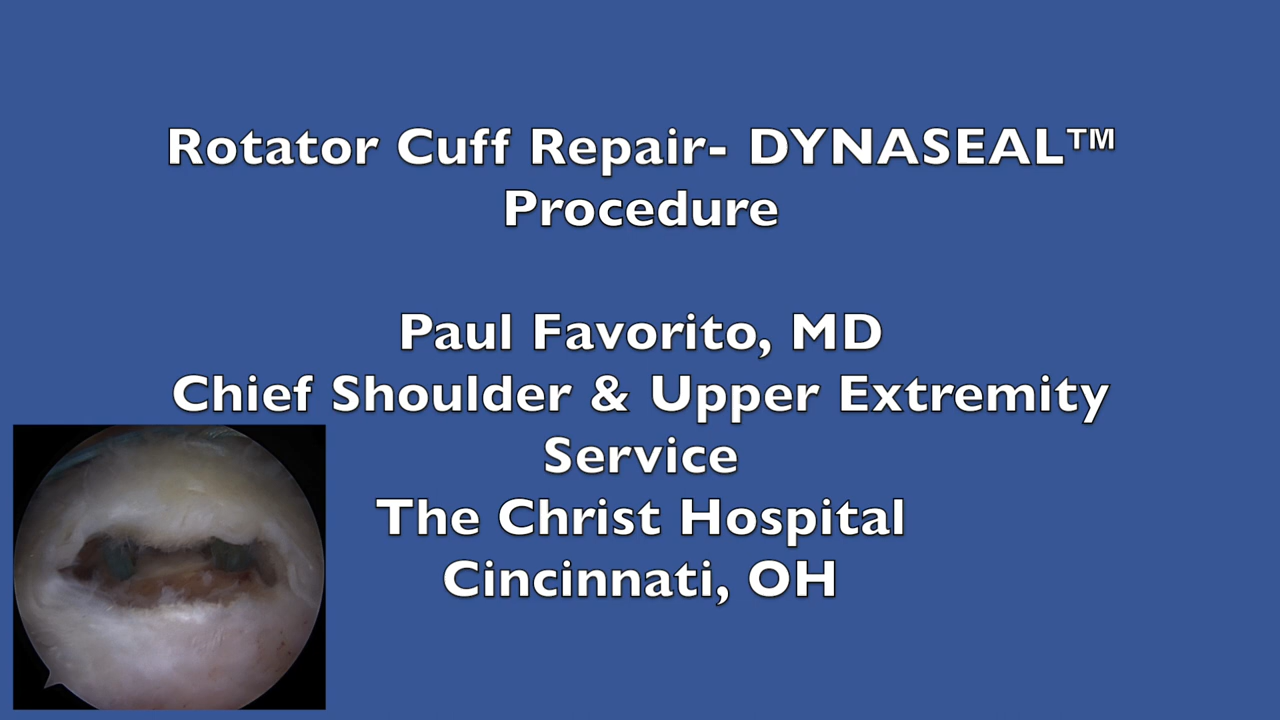 Rotator Cuff Repair- DYNASEAL™
Procedure
Paul Favorito, MD
Chief Shoulder & Upper Extremity
Service
The Christ Hospital
Cincinnati, OH